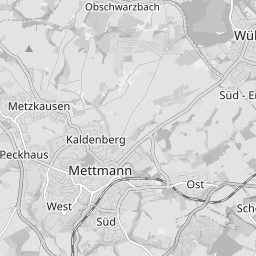 Obschwarzbach
Wül
Süd - E
Metzkausen
Kaldenberg
Peckhaus
Mettmann
Ost
West
Süd
Sch